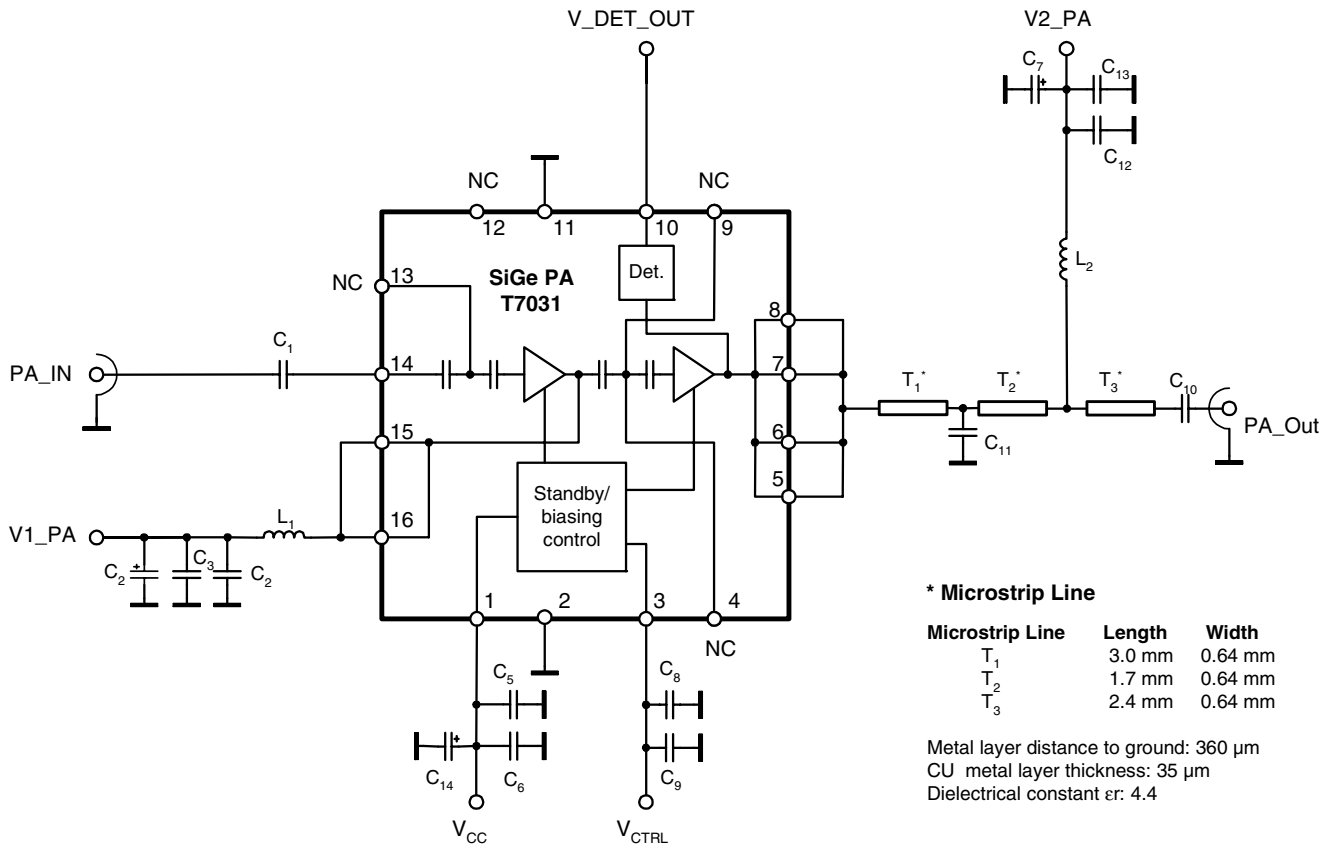 V_DET_OUT
V2_PA
C7
+
C13
C12
NC
NC
12
11
10
9
NC
13
SiGe PA
T7031
Det.
L2
8
C1
PA_IN
14
7
T1*
T2*
T3*
C10
PA_Out
C11
15
6
5
Standby/
biasing
control
L1
V1_PA
16
C2
+
C3
C2
1
2
3
4
NC
C5
C8
+
C14
C6
C9
VCC
VCTRL
* Microstrip Line
Microstrip Line Length Width
T1 3.0 mm 0.64 mm
T2 1.7 mm 0.64 mm
T3 2.4 mm 0.64 mm
Metal layer distance to ground: 360 µm
CU metal layer thickness: 35 µm
Dielectrical constant εr: 4.4